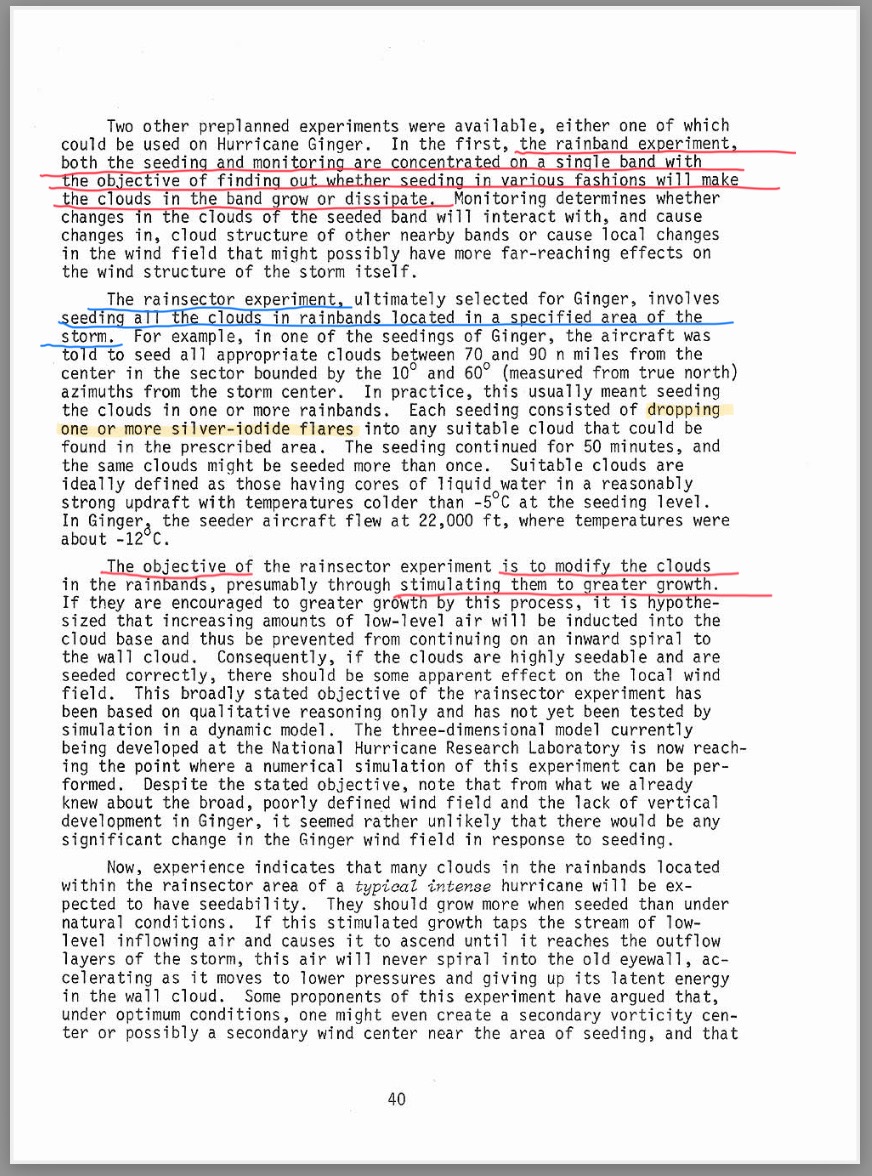 Two other preplanned experiments were available, either one of which
could be used on Hurricane Ginger. In the first, the rainband experiment,
both the seeding and monitoring are concentrated on a single band with
the objective of finding out whether seeding in various fashions will make
the clouds in the band grow or dissipate. Monitoring determines whether
changes in the clouds of the seeded band will interact with, and cause
changes in, cloud structure of other nearby bands or cause local changes
in the wind field that might possibly have more far-reaching effects on
the wind structure of the storm itself.
The rainsector experiment, ultimately selected for Ginger, involves
seeding all the clouds in rainbands located in a specified area of the
storm. For example, in one of the seedings of Ginger, the aircraft was
told to seed all appropriate clouds between 70 and 90 n miles from the
center in the sector bounded by the 10° and 60° (measured from true north)
azimuths from the storm center. In practice, this usually meant seeding
the clouds in one or more rainbands. Each seeding consisted of dropping
one or more silver-iodide flares into any suitable cloud that could be
found in the prescribed area. The seeding continued for 50 minutes, and
the same clouds might be seeded more than once. Suitable clouds are
ideally defined as those having cores of liquid water in a reasonably
strong updraft with temperatures colder than -5°C at the seeding level.
In Ginger, the seeder aircraft flew at 22,000 ft, where temperatures were
about -12°C.
The objective of the rainsector experiment is to modify the clouds
in the rainbands, presumably through stimulating them to greater growth.
If they are encouraged to greater growth by this process, it is hypothe-
sized that increasing amounts of low-level air will be inducted into the
cloud base and thus be prevented from continuing on an inward spiral to
the wall cloud. Consequently, if the clouds are highly seedable and are
seeded correctly, there should be some apparent effect on the local wind
field. This broadly stated objective of the rainsector experiment has
been based on qualitative reasoning only and has not yet been tested by
simulation in a dynamic model. The three-dimensional model currently
being developed at the National Hurricane Research Laboratory is now reach-
ing the point where a numerical simulation of this experiment can be per-
formed. Despite the stated objective, note that from what we already
knew about the broad, poorly defined wind field and the lack of vertical
development in Ginger, it seemed rather unlikely that there would be any
significant change in the Ginger wind field in response to seeding.
Now, experience indicates that many clouds in the rainbands located
within the rainsector area of a typical intense hurricane will be ex-
pected to have seedability. They should grow more when seeded than under
natural conditions. If this stimulated growth taps the stream of low-
level inflowing air and causes it to ascend until it reaches the outflow
layers of the storm, this air will never spiral into the old eyewall, ac-
celerating as it moves to lower pressures and giving up its latent energy
in the wall cloud. Some proponents of this experiment have argued that,
under optimum conditions, one might even create a secondary vorticity cen-
ter or possibly a secondary wind center near the area of seeding, and that
40